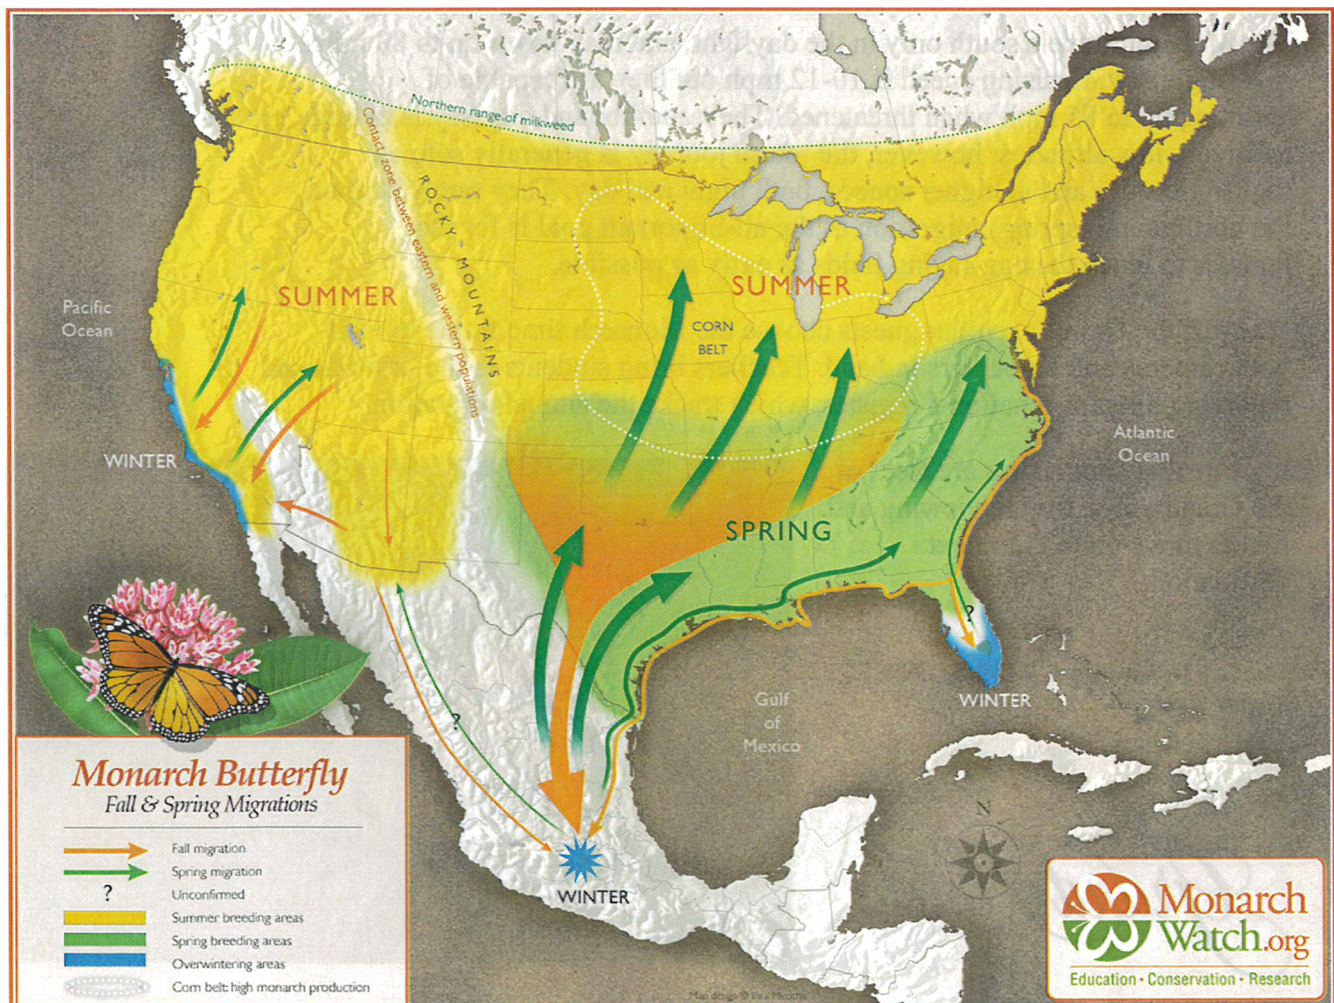 Northern range of milkweed
Contact zone between eastern and western populations
ROCKY MOUNTAINS
SUMMER
SUMMER
CORN
BELT
Pacific
Ocean
WINTER
Atlantic
Ocean
SPRING
?
?
Gulf
of
Mexico
WINTER
WINTER
N
Monarch Butterfly
Fall & Spring Migrations
Fall migration
Spring migration
? Unconfirmed
Summer breeding areas
Spring breeding areas
Overwintering areas
Corn belt: high monarch production
Monarch
Watch.org
Education • Conservation • Research
Map design ©